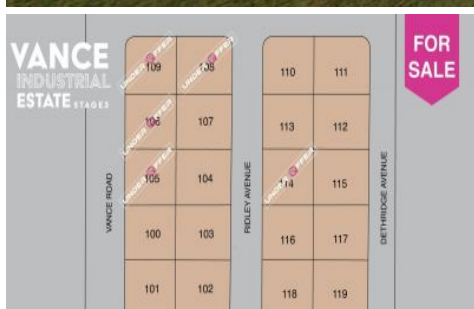 VANCE
INDUSTRIAL
ESTATE STAGE 3
FOR
SALE
109 108 110 111
UNDER OFFER
UNDER OFFER
106 107 113 112
UNDER OFFER
105 104 114 115
UNDER OFFER
UNDER OFFER
100 103 116 117
101 102 118 119
VANCE ROAD
RIDLEY AVENUE
DETHRIDGE AVENUE